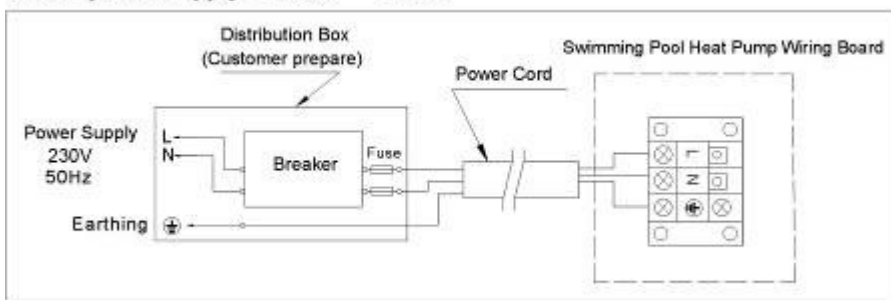 Distribution Box
(Customer prepare)
Swimming Pool Heat Pump Wiring Board
Power Cord
Power Supply
230V
50Hz
L
N
Breaker
Fuse
Earthing
L
N